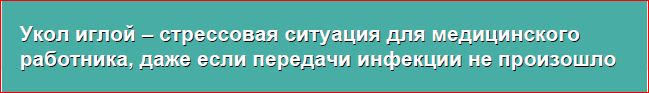 Укол иглой – стрессовая ситуация для медицинского
работника, даже если передачи инфекции не произошло